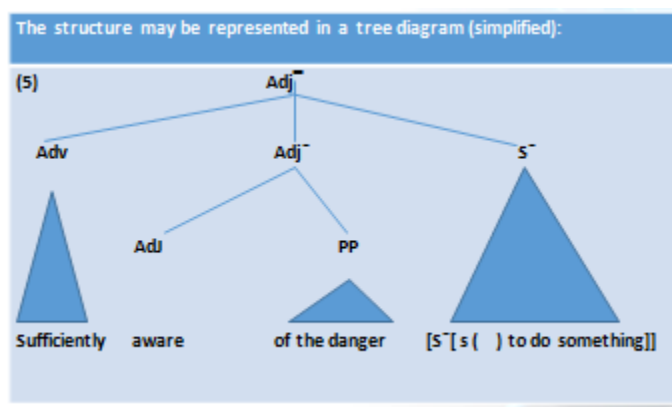 The structure may be represented in a tree diagram (simplified):
(5) Adj⁼
Adv Adj¯ S¯
AdJ PP
Sufficiently aware of the danger [S¯[ s ( ) to do something]]